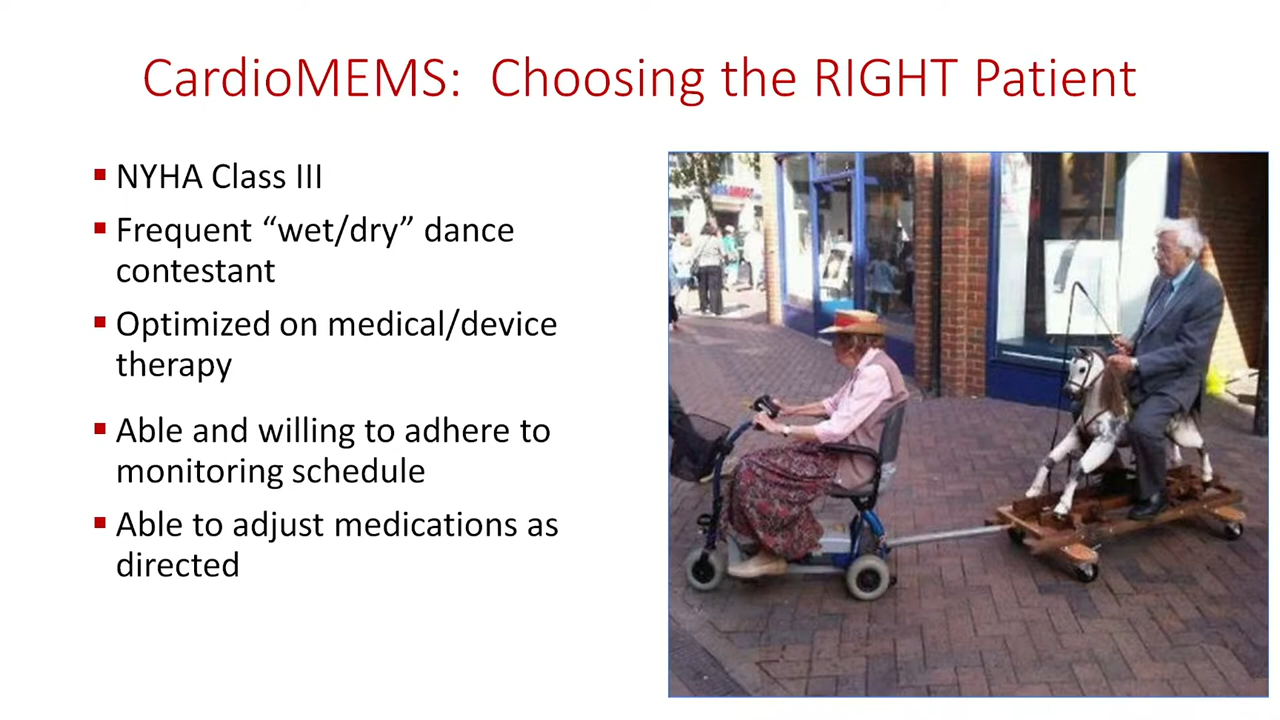 CardioMEMS: Choosing the RIGHT Patient
NYHA Class III
Frequent “wet/dry” dance
contestant
Optimized on medical/device
therapy
Able and willing to adhere to
monitoring schedule
Able to adjust medications as
directed